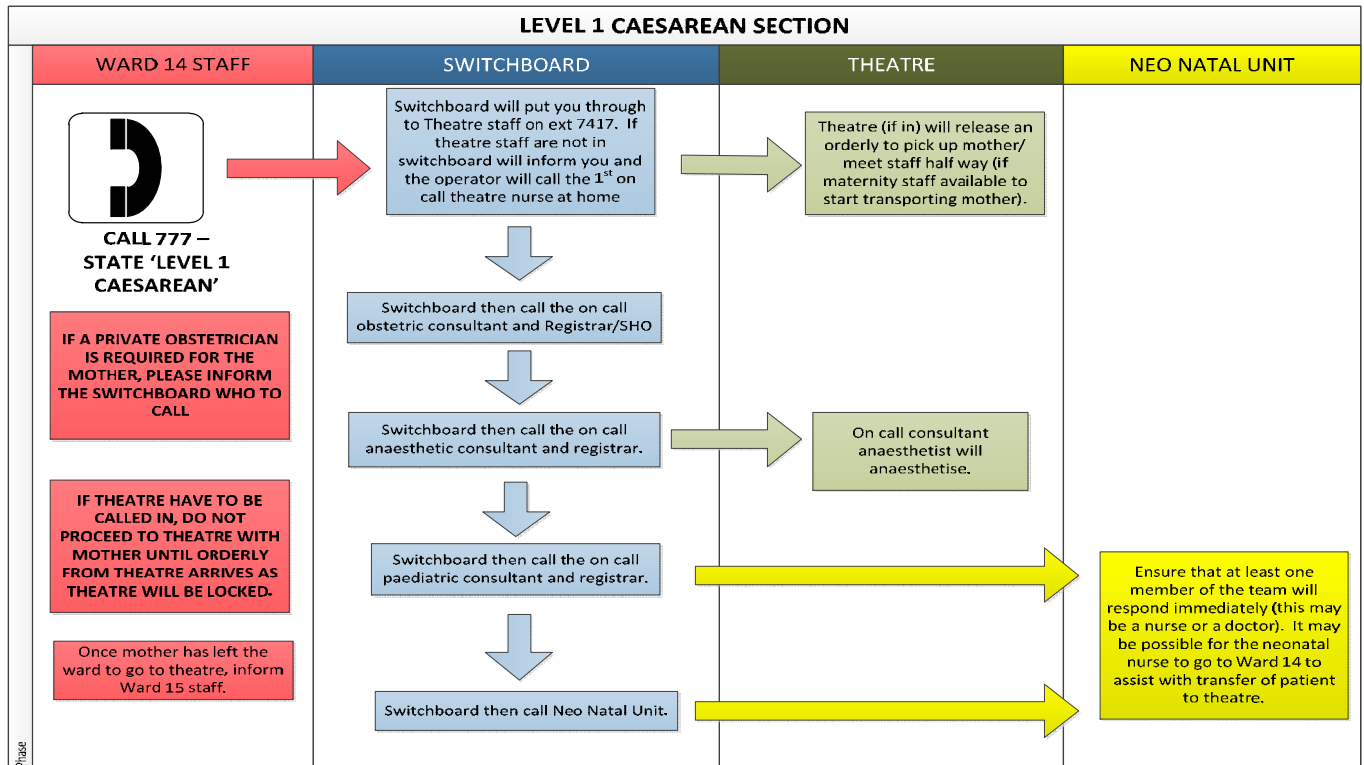 LEVEL 1 CAESAREAN SECTION
WARD 14 STAFF
SWITCHBOARD
THEATRE
NEO NATAL UNIT
CALL 777 –
STATE ‘LEVEL 1
CAESAREAN’
IF A PRIVATE OBSTETRICIAN
IS REQUIRED FOR THE
MOTHER, PLEASE INFORM
THE SWITCHBOARD WHO TO
CALL
IF THEATRE HAVE TO BE
CALLED IN, DO NOT
PROCEED TO THEATRE WITH
MOTHER UNTIL ORDERLY
FROM THEATRE ARRIVES AS
THEATRE WILL BE LOCKED.
Once mother has left the
ward to go to theatre, inform
Ward 15 staff.
Switchboard will put you through
to Theatre staff on ext 7417.  If
theatre staff are not in
switchboard will inform you and
the operator will call the 1st on
call theatre nurse at home
Switchboard then call the on call
obstetric consultant and Registrar/SHO
Switchboard then call the on call
anaesthetic consultant and registrar.
Switchboard then call the on call
paediatric consultant and registrar.
Switchboard then call Neo Natal Unit.
Theatre (if in) will release an
orderly to pick up mother/
meet staff half way (if
maternity staff available to
start transporting mother).
On call consultant
anaesthetist will
anaesthetise.
Ensure that at least one
member of the team will
respond immediately (this may
be a nurse or a doctor).  It may
be possible for the neonatal
nurse to go to Ward 14 to
assist with transfer of patient
to theatre.
Phase